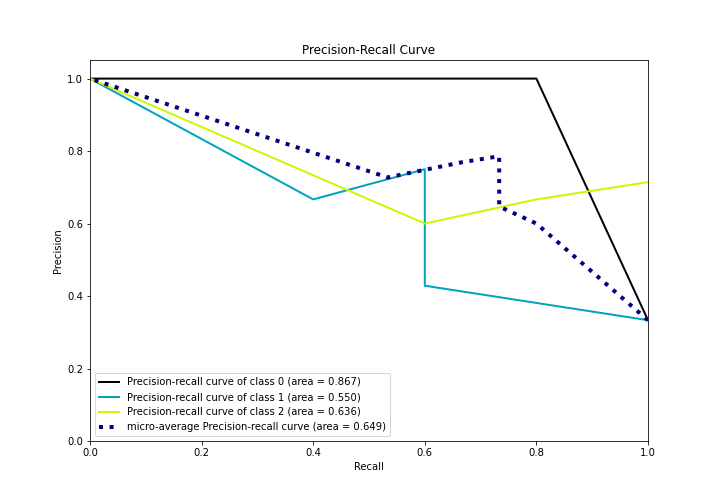 Precision-Recall Curve
1.0
0.8
0.6
0.4
0.2
0.0
Precision
Precision-recall curve of class 0 (area = 0.867)
Precision-recall curve of class 1 (area = 0.550)
Precision-recall curve of class 2 (area = 0.636)
micro-average Precision-recall curve (area = 0.649)
0.0 0.2 0.4 0.6 0.8 1.0
Recall